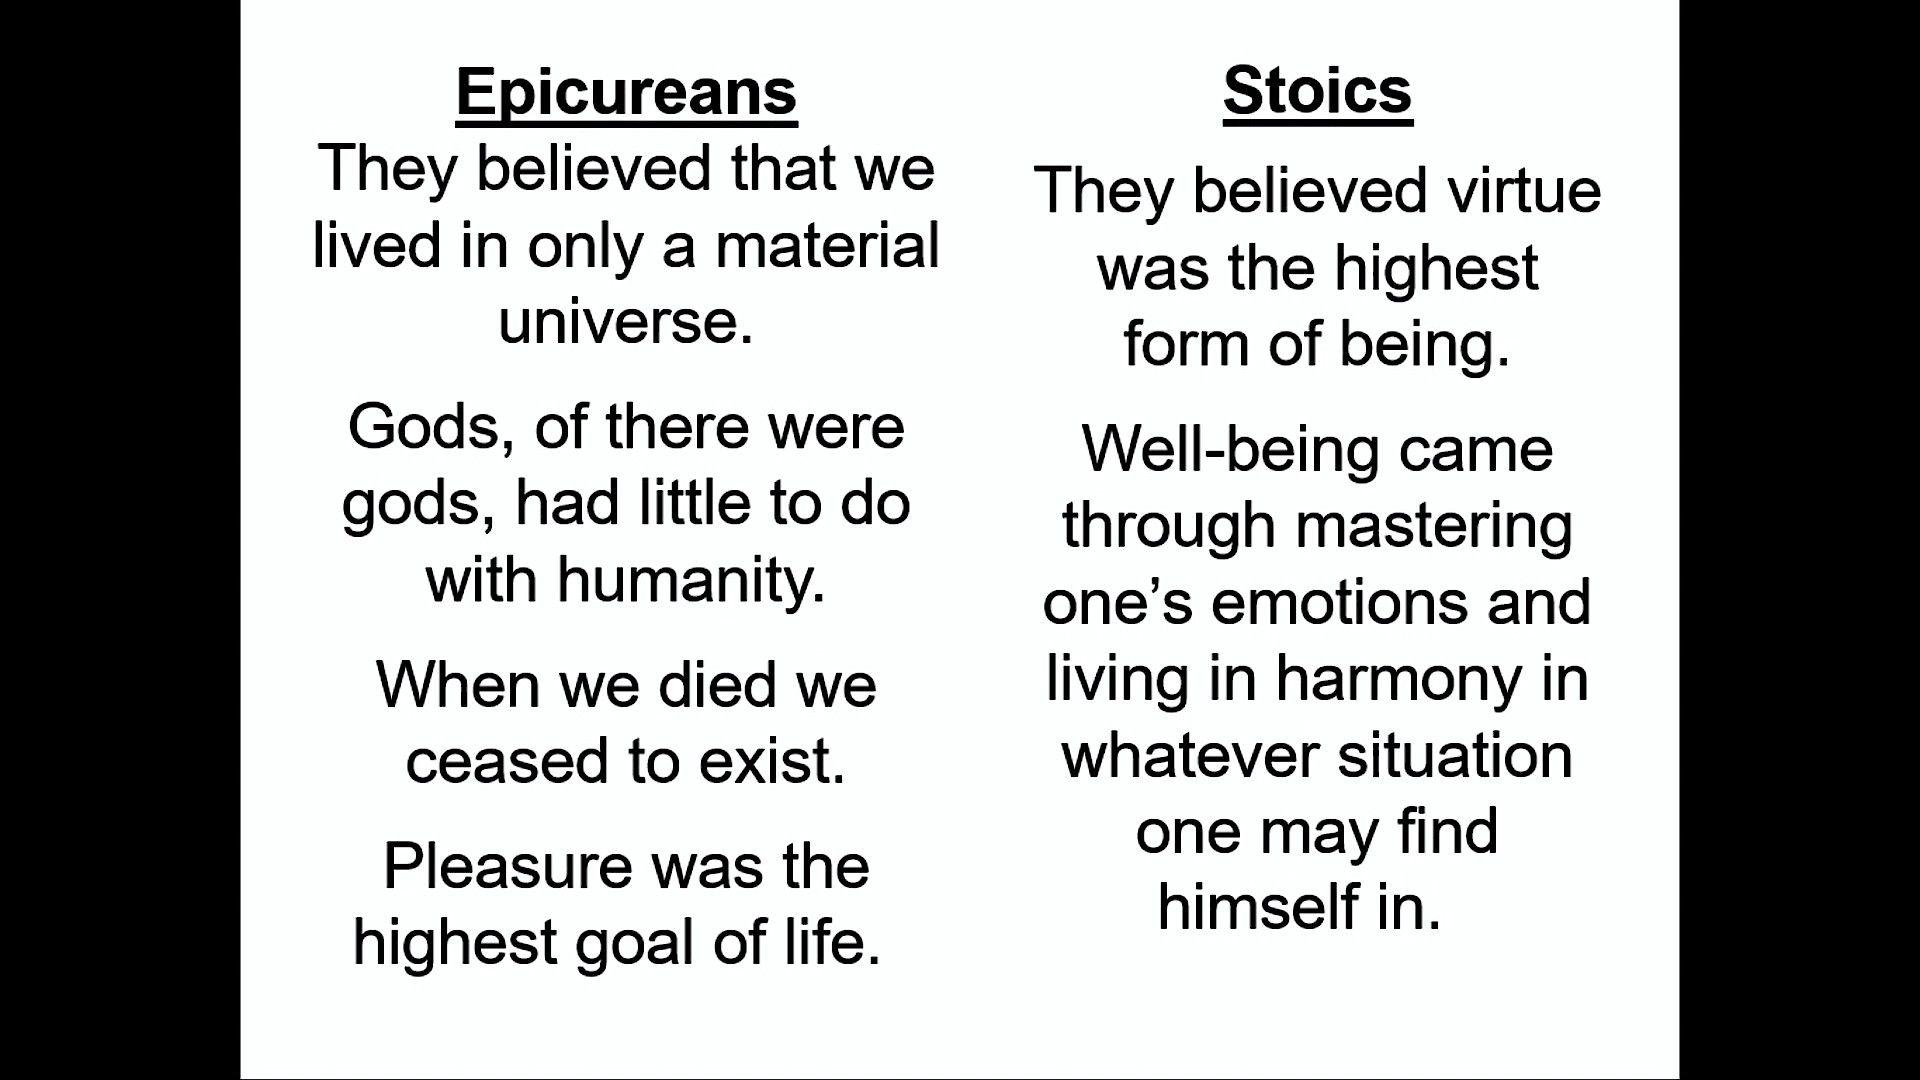 Epicureans
They believed that we
lived in only a material
universe.
Gods, of there were
gods, had little to do
with humanity.
When we died we
ceased to exist.
Pleasure was the
highest goal of life.
Stoics
They believed virtue
was the highest
form of being.
Well-being came
through mastering
one’s emotions and
living in harmony in
whatever situation
one may find
himself in.